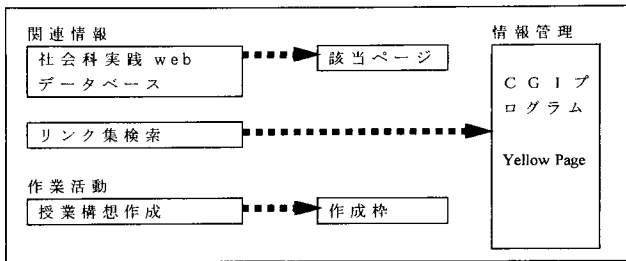 関連情報
社会科実践 web
データベース
該当ページ
リンク集検索
作業活動
授業構想作成
作成枠
情報管理
CGIプ
ログラム
Yellow Page